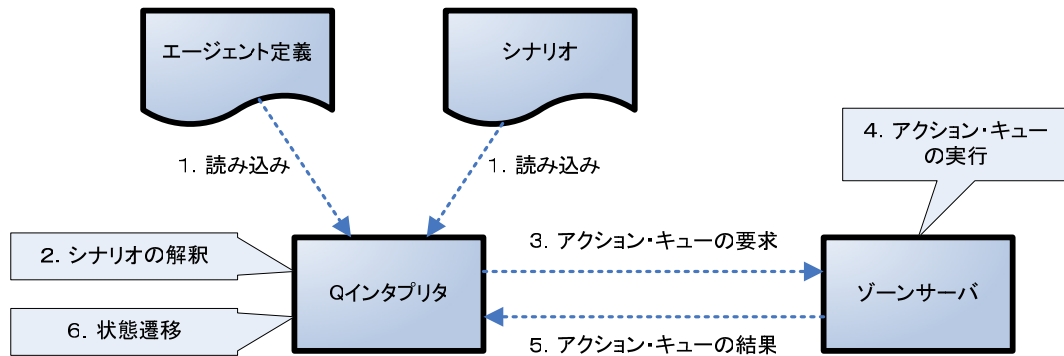 エージェント定義
シナリオ
1. 読み込み
1. 読み込み
4. アクション・キュー
の実行
2. シナリオの解釈
3. アクション・キューの要求
Qインタプリタ
ゾーンサーバ
6. 状態遷移
5. アクション・キューの結果